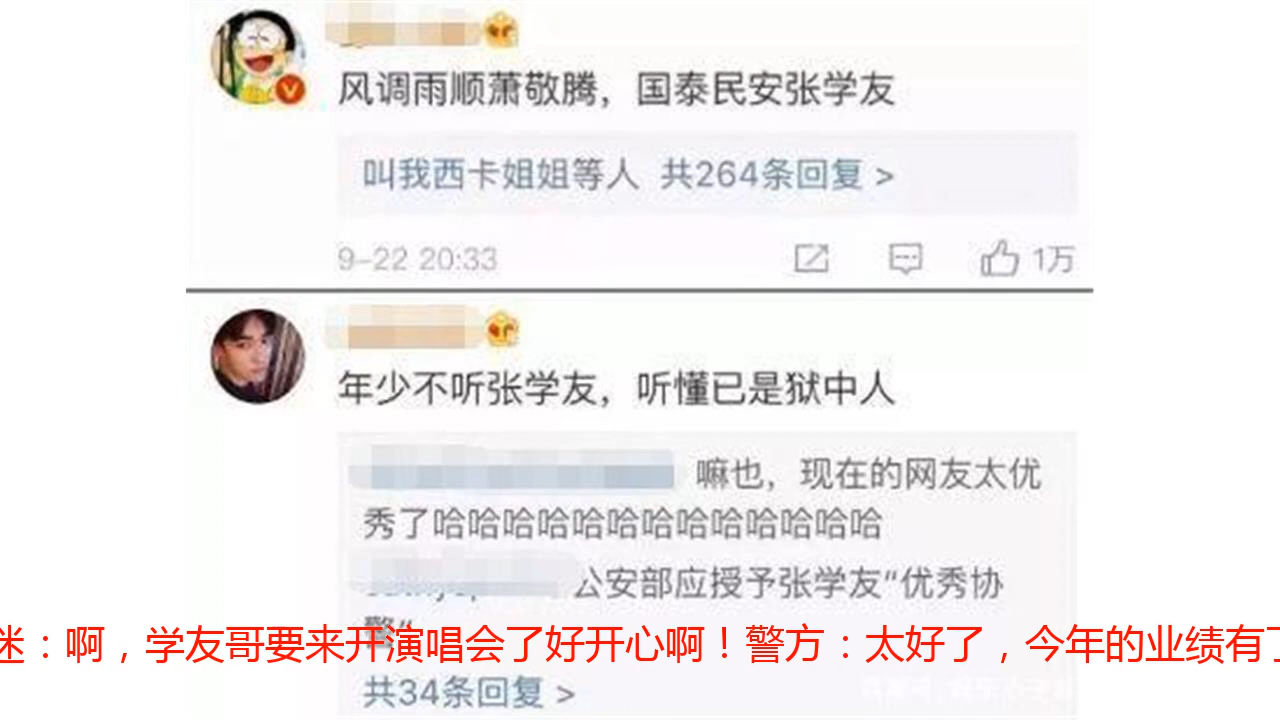 风调雨顺萧敬腾，国泰民安张学友
叫我西卡姐姐等人 共264条回复 >
9-22 20:33
1万
年少不听张学友，听懂已是狱中人
嘛也，现在的网友太优
秀了哈哈哈哈哈哈哈哈哈哈哈哈哈
公安部应授予张学友“优秀协
警“
迷：啊，学友哥要来开演唱会了好开心啊！警方：太好了，今年的业绩有了
共34条回复 >